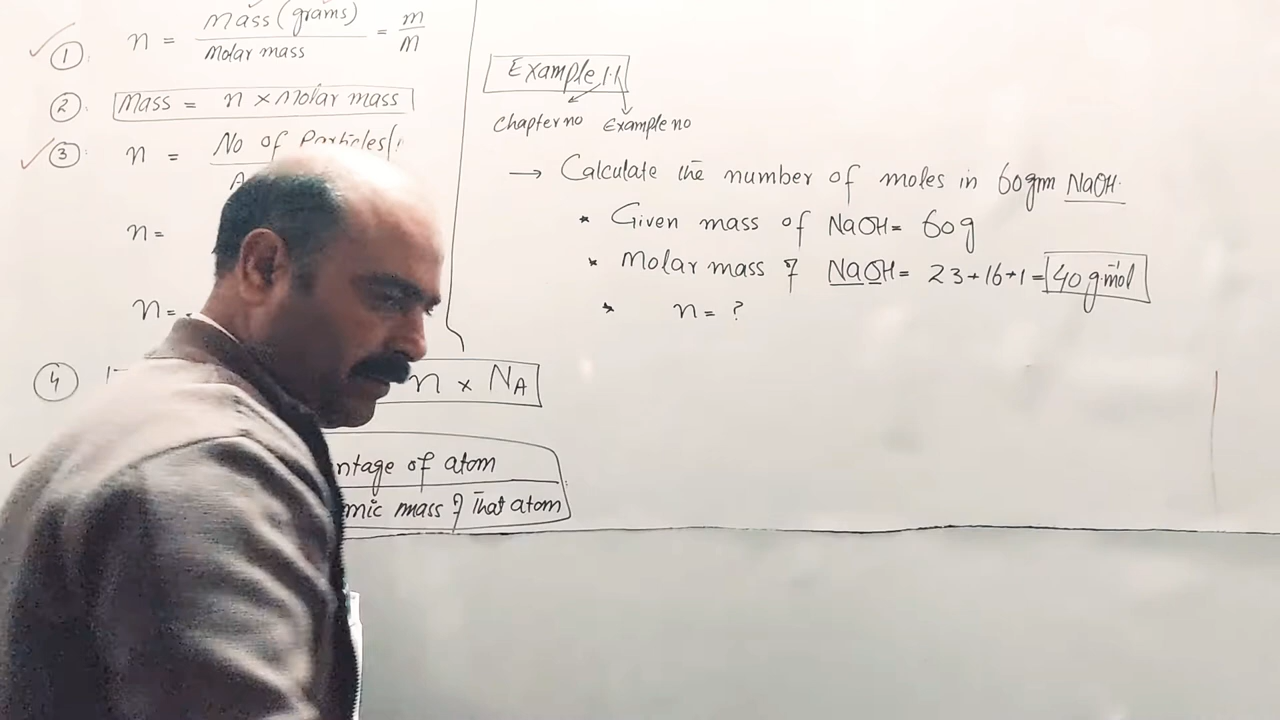 ① n = Mass (grams) / Molar mass = m / M
② Mass = n × Molar mass
③ n = No of Particles
n =
n =
④ n × NA
ntage of atom
mic mass of that atom
Example 1.1
Chapter no Example no
→ Calculate the number of moles in 60gm NaOH.
* Given mass of NaOH = 60g
* Molar mass of NaOH = 23+16+1 = 40 g·mol⁻¹
* n = ?